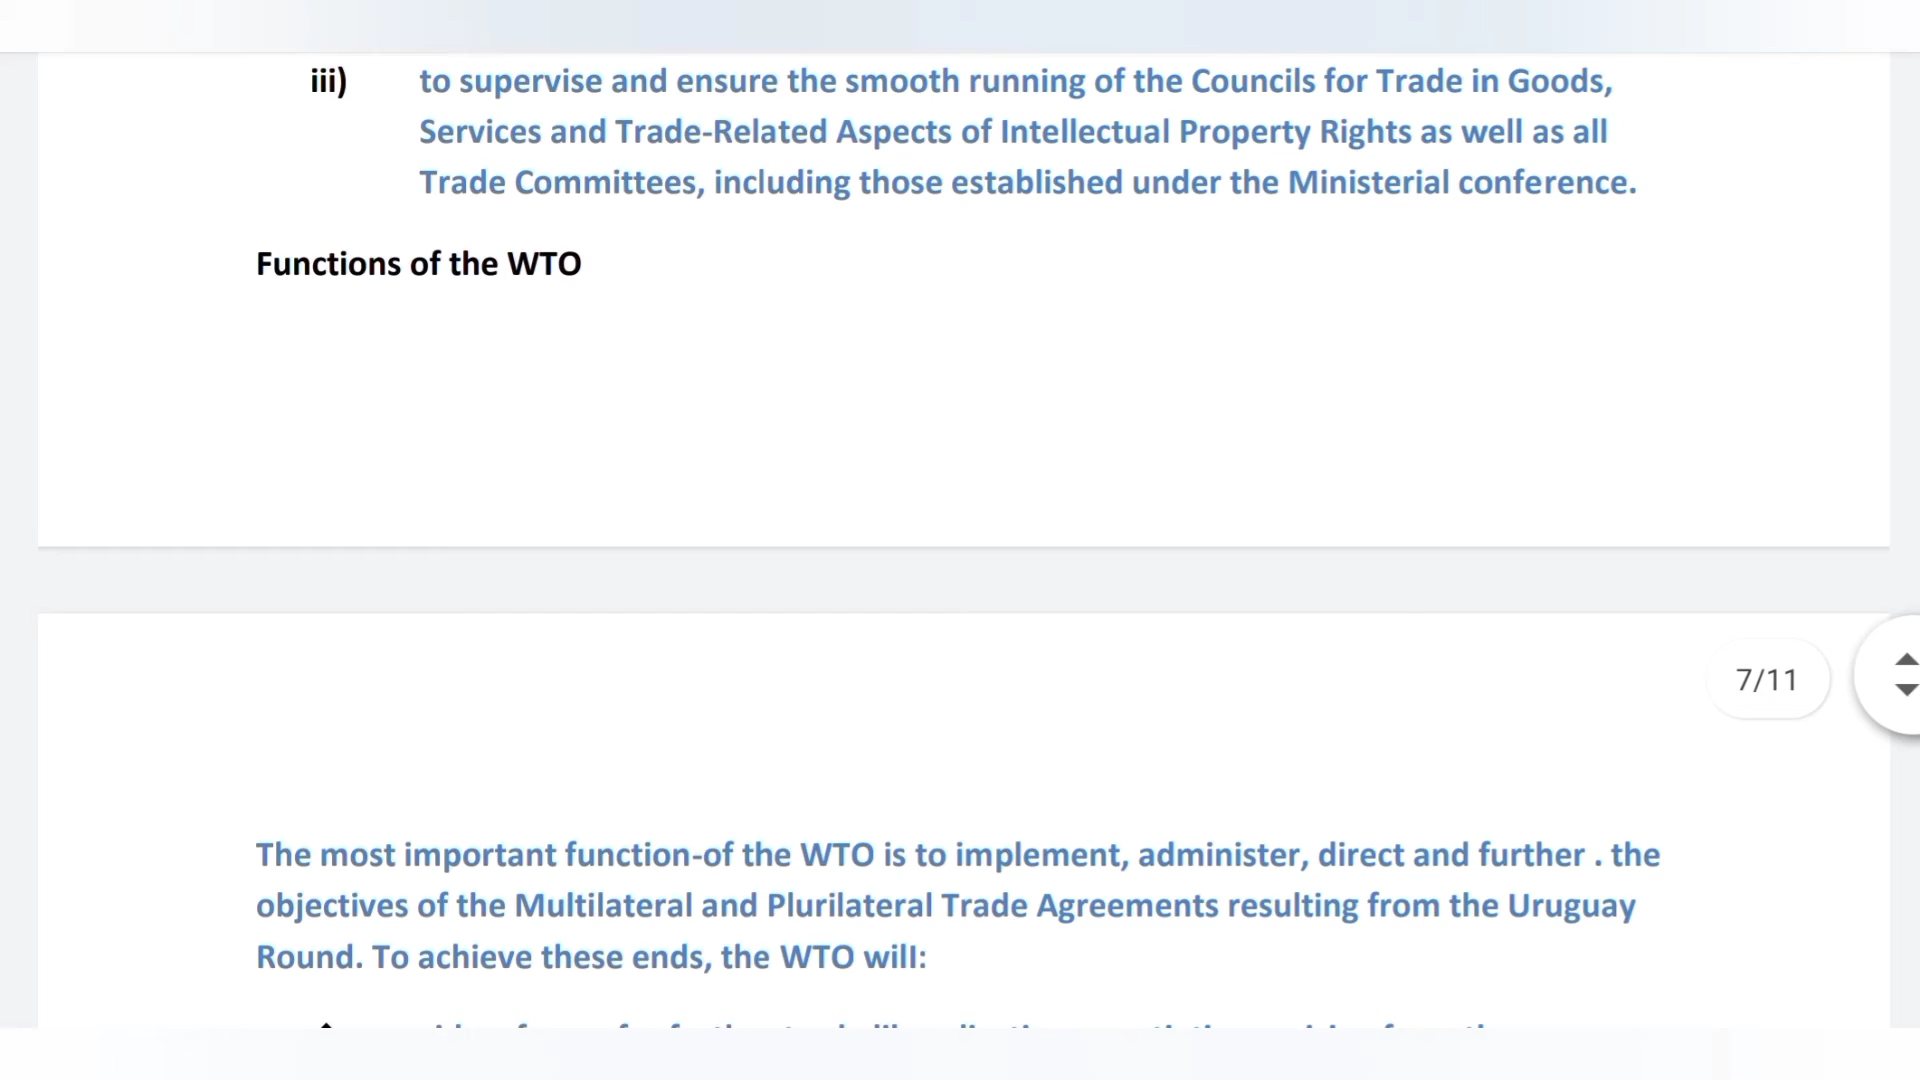 iii) to supervise and ensure the smooth running of the Councils for Trade in Goods,
Services and Trade-Related Aspects of Intellectual Property Rights as well as all
Trade Committees, including those established under the Ministerial conference.
Functions of the WTO
7/11
The most important function-of the WTO is to implement, administer, direct and further . the
objectives of the Multilateral and Plurilateral Trade Agreements resulting from the Uruguay
Round. To achieve these ends, the WTO will: